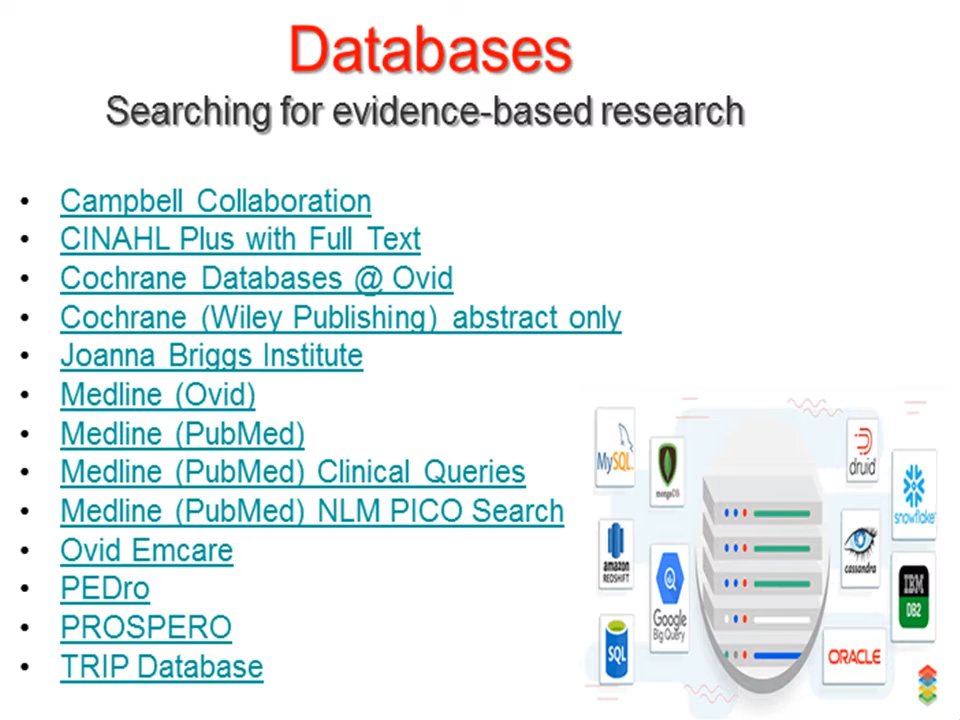 Databases
Searching for evidence-based research
• Campbell Collaboration
• CINAHL Plus with Full Text
• Cochrane Databases @ Ovid
• Cochrane (Wiley Publishing) abstract only
• Joanna Briggs Institute
• Medline (Ovid)
• Medline (PubMed)
• Medline (PubMed) Clinical Queries
• Medline (PubMed) NLM PICO Search
• Ovid Emcare
• PEDro
• PROSPERO
• TRIP Database
MySQL
mongoDB
amazon
REDSHIFT
Google
Big Query
SQL
druid
snowflake
cassandra
IBM
DB2
ORACLE